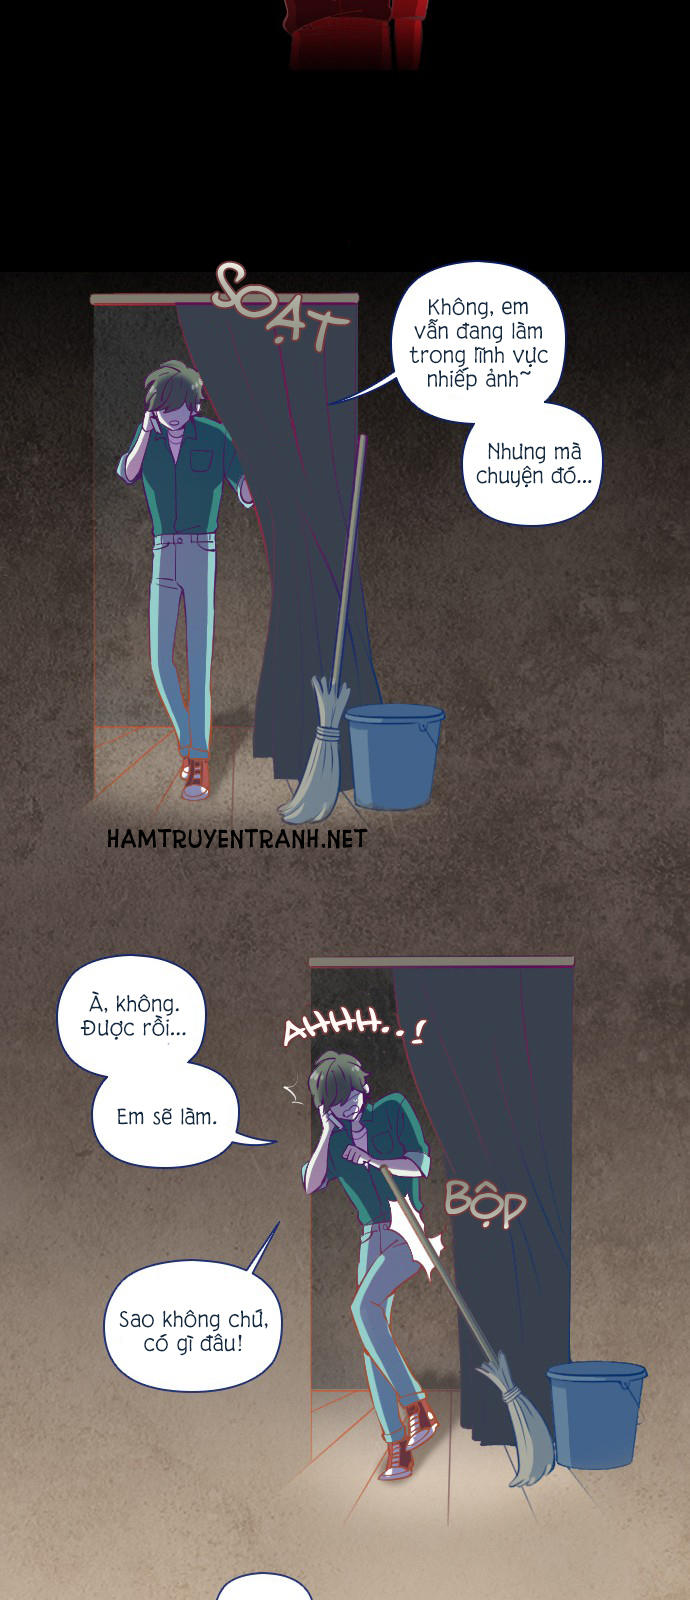 SOẠT
Không, em
vẫn đang làm
trong lĩnh vực
nhiếp ảnh~
Nhưng mà
chuyện đó...
HAMTRUYENTRANH.NET
À, không.
Được rồi...
AHHH..!
Em sẽ làm.
BỘP
Sao không chứ,
có gì đâu!